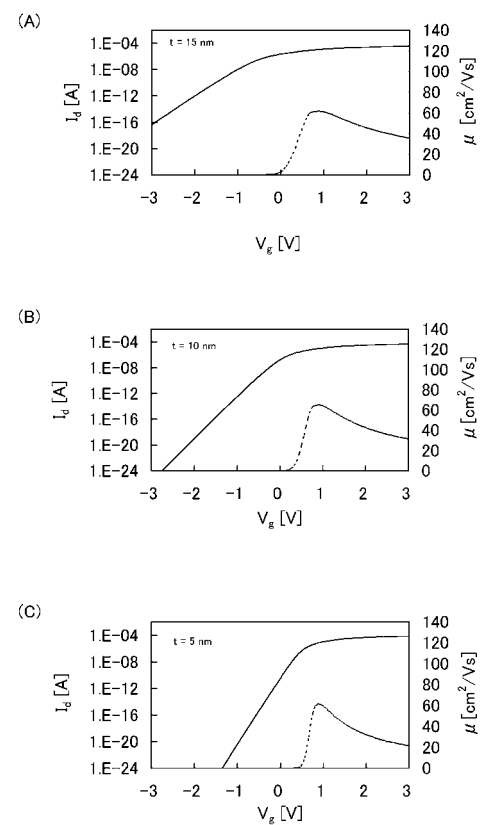 (A)
t = 15 nm
I_d [A]
1.E−04
1.E−08
1.E−12
1.E−16
1.E−20
1.E−24
140
120
100
80
60
40
20
0
μ [cm²/Vs]
−3 −2 −1 0 1 2 3
V_g [V]
(B)
t = 10 nm
I_d [A]
1.E−04
1.E−08
1.E−12
1.E−16
1.E−20
1.E−24
140
120
100
80
60
40
20
0
μ [cm²/Vs]
−3 −2 −1 0 1 2 3
V_g [V]
(C)
t = 5 nm
I_d [A]
1.E−04
1.E−08
1.E−12
1.E−16
1.E−20
1.E−24
140
120
100
80
60
40
20
0
μ [cm²/Vs]
−3 −2 −1 0 1 2 3
V_g [V]